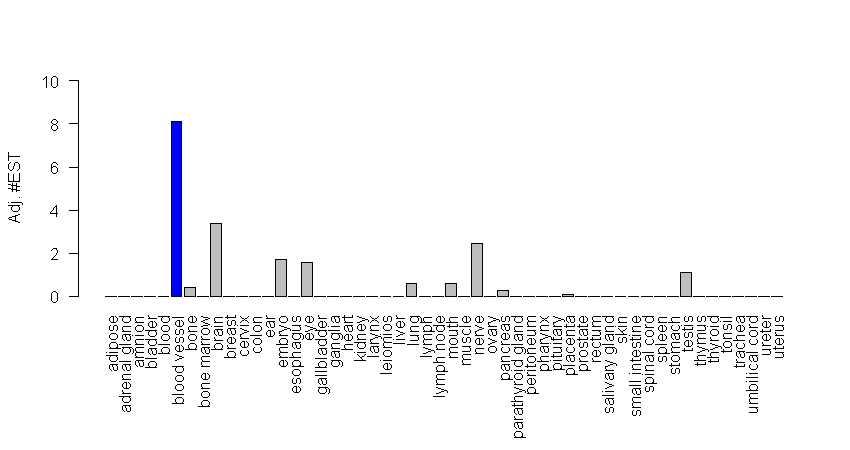 10
8
6
4
2
0
Adj. #EST
adipose
adrenal gland
amnion
bladder
blood
blood vessel
bone
bone marrow
brain
breast
cervix
colon
ear
embryo
esophagus
eye
gallbladder
ganglia
heart
kidney
larynx
leiomios
liver
lung
lymph
lymph node
mouth
muscle
nerve
ovary
pancreas
parathyroid gland
peritoneum
pharynx
pituitary
placenta
prostate
rectum
salivary gland
skin
small intestine
spinal cord
spleen
stomach
testis
thymus
thyroid
tonsil
trachea
umbilical cord
ureter
uterus